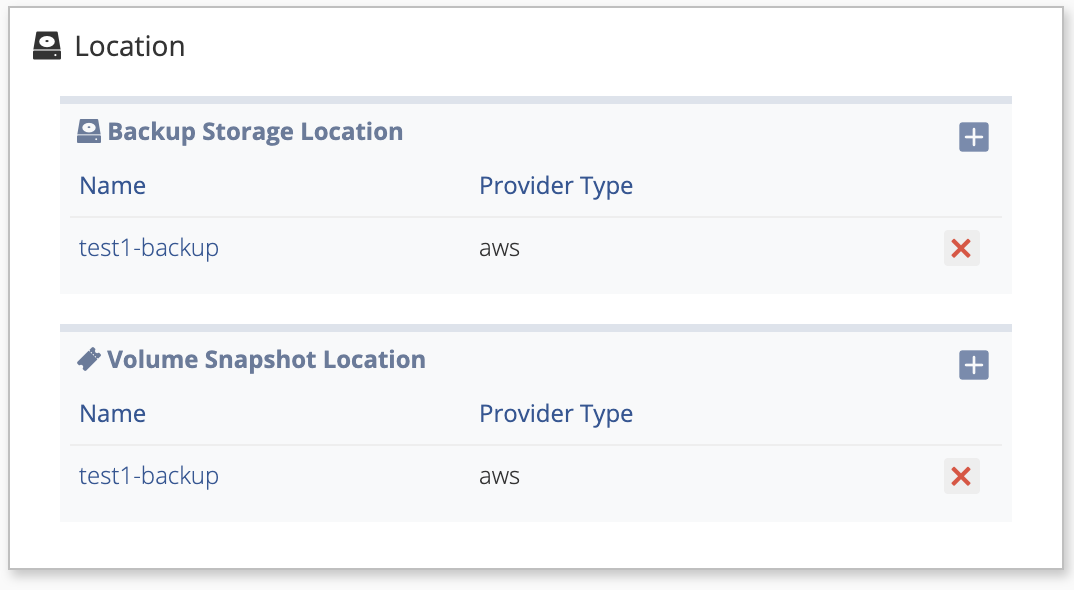 Location
Backup Storage Location
Name Provider Type
test1-backup aws
Volume Snapshot Location
Name Provider Type
test1-backup aws